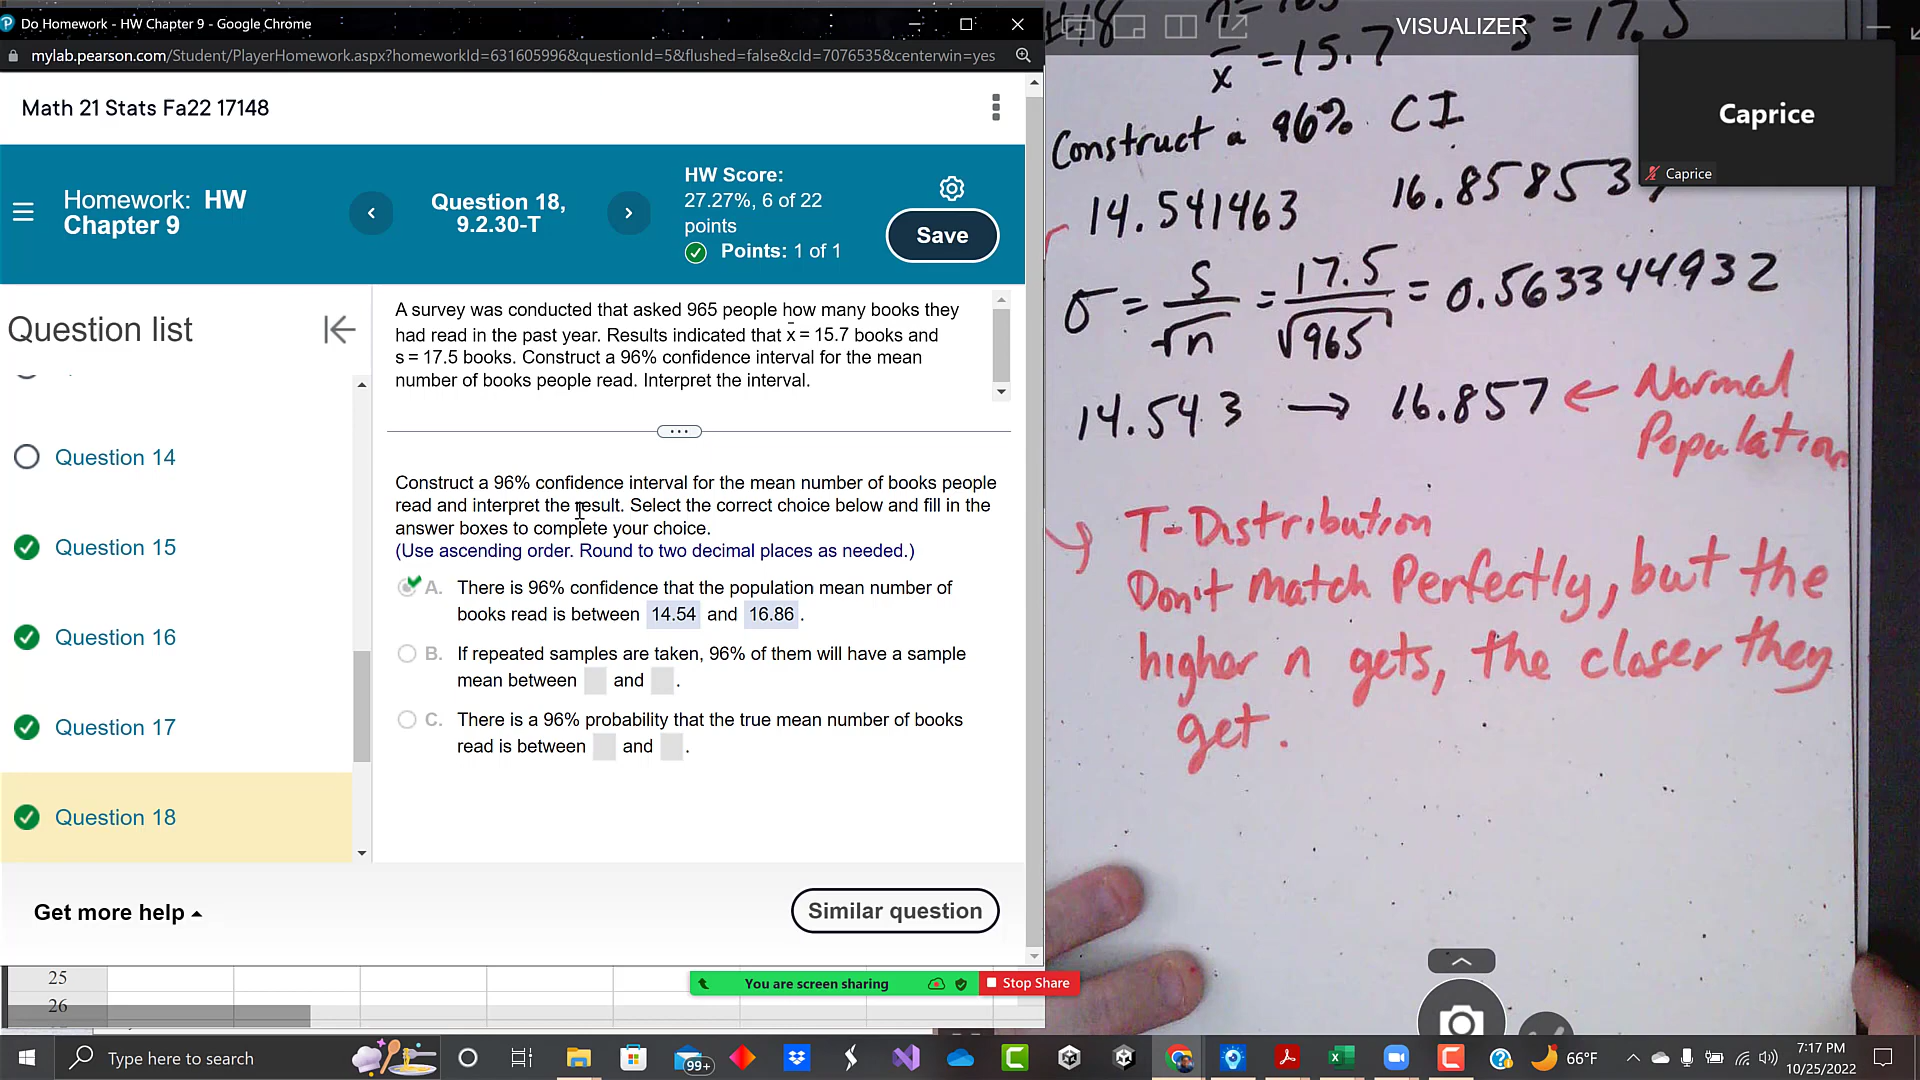 Do Homework - HW Chapter 9 - Google Chrome
mylab.pearson.com/Student/PlayerHomework.aspx?homeworkId=631605996&questionId=5&flushed=false&cId=7076535&centerwin=yes
Math 21 Stats Fa22 17148
Homework: HW
Chapter 9
Question 18,
9.2.30-T
HW Score:
27.27%, 6 of 22
points
Points: 1 of 1
Save
Question list
Question 14
Question 15
Question 16
Question 17
Question 18
A survey was conducted that asked 965 people how many books they
had read in the past year. Results indicated that x̄ = 15.7 books and
s = 17.5 books. Construct a 96% confidence interval for the mean
number of books people read. Interpret the interval.
Construct a 96% confidence interval for the mean number of books people
read and interpret the result. Select the correct choice below and fill in the
answer boxes to complete your choice.
(Use ascending order. Round to two decimal places as needed.)
A. There is 96% confidence that the population mean number of
books read is between 14.54 and 16.86 .
B. If repeated samples are taken, 96% of them will have a sample
mean between and .
C. There is a 96% probability that the true mean number of books
read is between and .
Get more help
Similar question
25
26
You are screen sharing
Stop Share
VISUALIZER
Caprice
Caprice
#18
s = 17.5
x̄ = 15.7
Construct a 96% CI
14.541463 16.858537
σ = s/√n = 17.5/√965 = 0.563344932
14.543 → 16.857 ← Normal
Population
T-Distribution
Don't match Perfectly, but the
higher n gets, the closer they
get.
Type here to search
99+
66°F
7:17 PM
10/25/2022